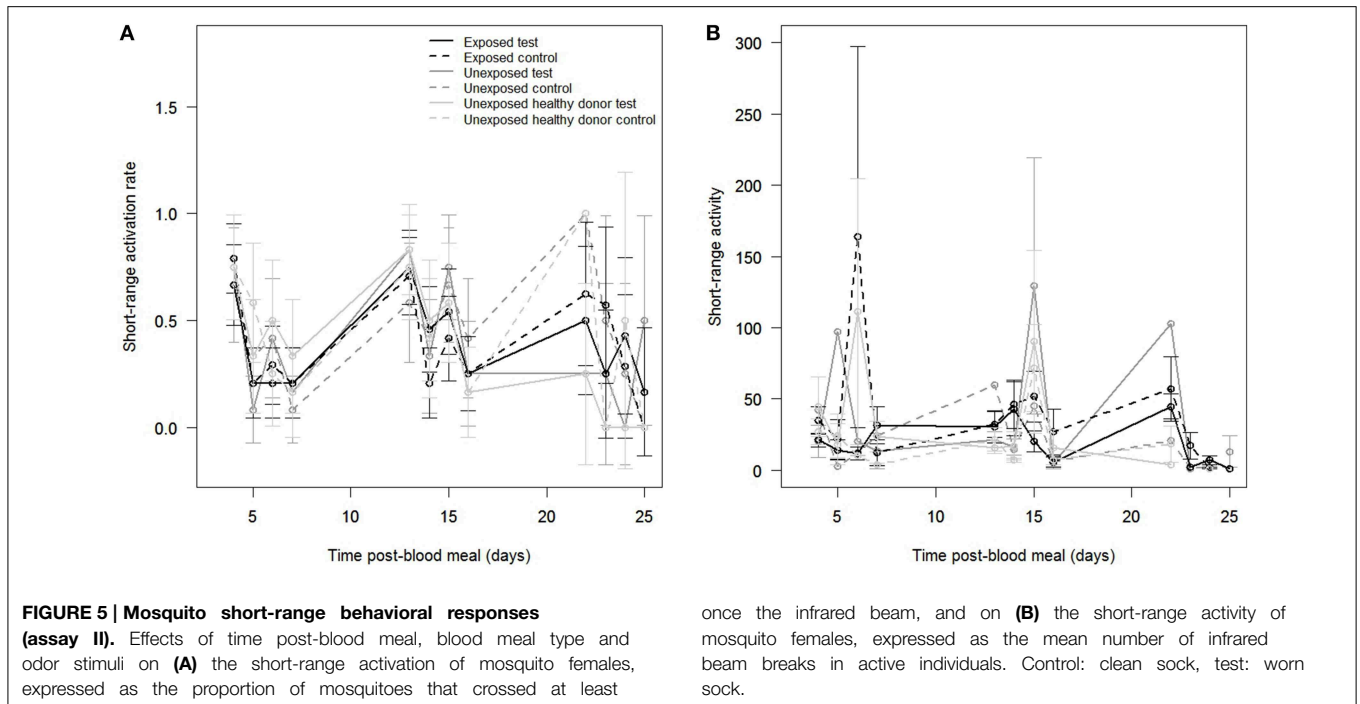 A
Exposed test
Exposed control
Unexposed test
Unexposed control
Unexposed healthy donor test
Unexposed healthy donor control
Short-range activation rate
1.5
1.0
0.5
0.0
5 10 15 20 25
Time post-blood meal (days)
B
Short-range activity
300
250
200
150
100
50
0
5 10 15 20 25
Time post-blood meal (days)
FIGURE 5 | Mosquito short-range behavioral responses
(assay II). Effects of time post-blood meal, blood meal type and
odor stimuli on (A) the short-range activation of mosquito females,
expressed as the proportion of mosquitoes that crossed at least
once the infrared beam, and on (B) the short-range activity of
mosquito females, expressed as the mean number of infrared
beam breaks in active individuals. Control: clean sock, test: worn
sock.